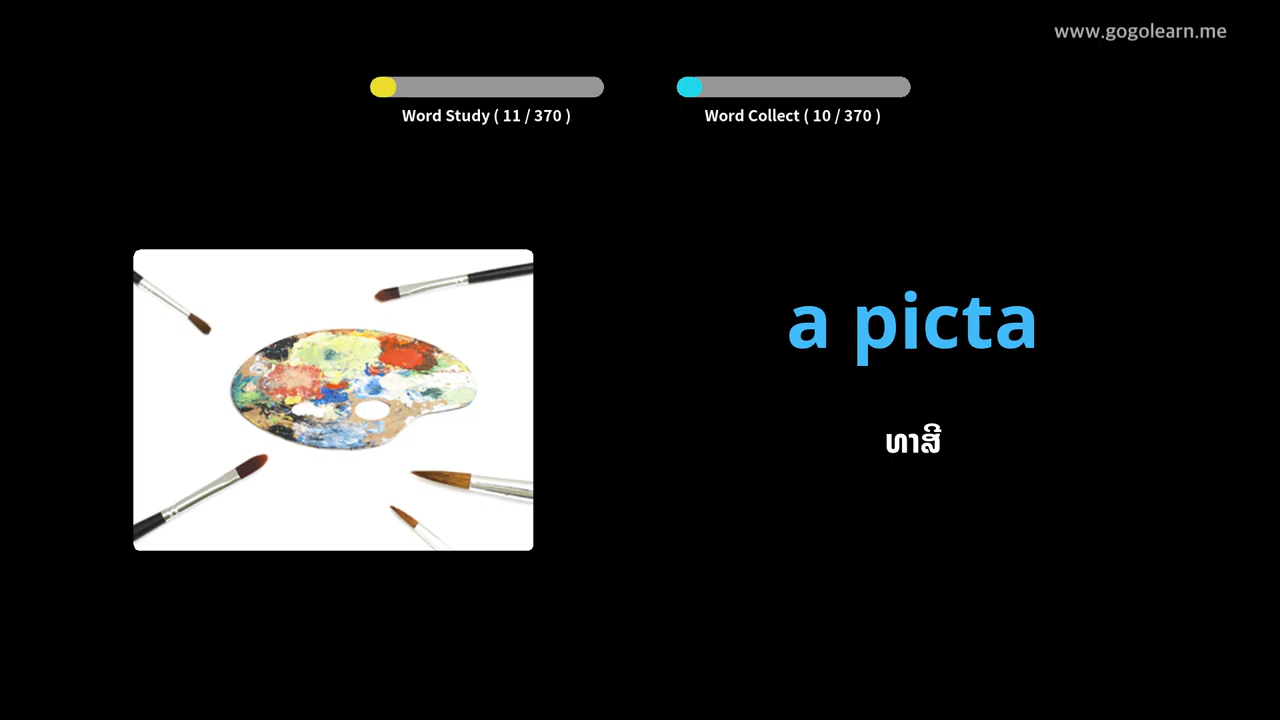 www.gogolearn.me
Word Study ( 11 / 370 )
Word Collect ( 10 / 370 )
a picta
ທາສີ